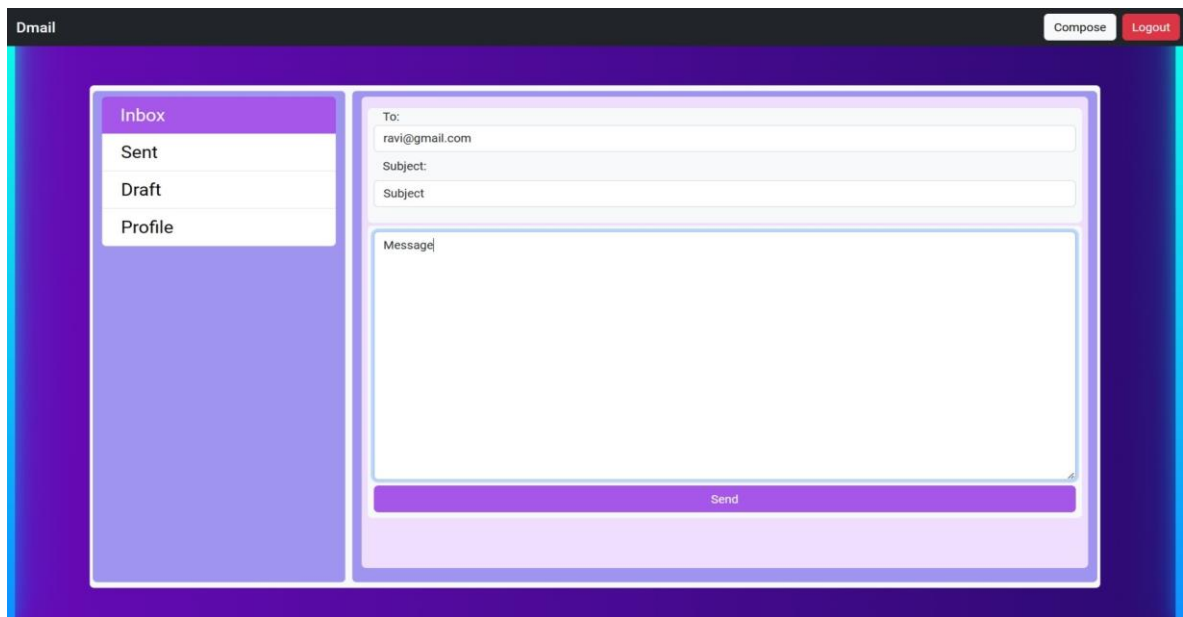 Dmail
Compose
Logout
Inbox
Sent
Draft
Profile
To:
ravi@gmail.com
Subject:
Subject
Message
Send